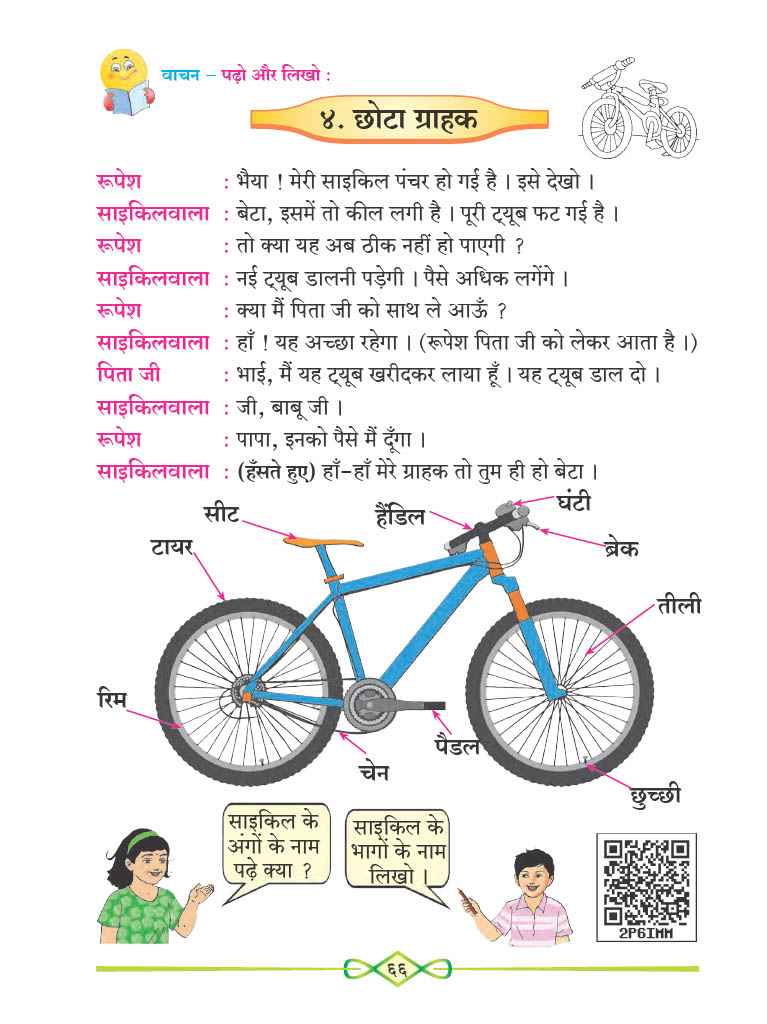 वाचन – पढ़ो और लिखो :
४. छोटा ग्राहक
रूपेश : भैया ! मेरी साइकिल पंचर हो गई है । इसे देखो ।
साइकिलवाला : बेटा, इसमें तो कील लगी है । पूरी ट्यूब फट गई है ।
रूपेश : तो क्या यह अब ठीक नहीं हो पाएगी ?
साइकिलवाला : नई ट्यूब डालनी पड़ेगी । पैसे अधिक लगेंगे ।
रूपेश : क्या मैं पिता जी को साथ ले आऊँ ?
साइकिलवाला : हाँ ! यह अच्छा रहेगा । (रूपेश पिता जी को लेकर आता है ।)
पिता जी : भाई, मैं यह ट्यूब खरीदकर लाया हूँ । यह ट्यूब डाल दो ।
साइकिलवाला : जी, बाबू जी ।
रूपेश : पापा, इनको पैसे मैं दूँगा ।
साइकिलवाला : (हँसते हुए) हाँ-हाँ मेरे ग्राहक तो तुम ही हो बेटा ।
घंटी
सीट
हैंडिल
टायर
ब्रेक
तीली
रिम
पैडल
चेन
छुच्छी
साइकिल के
अंगों के नाम
पढ़े क्या ?
साइकिल के
भागों के नाम
लिखो ।
2P6IMM
६६